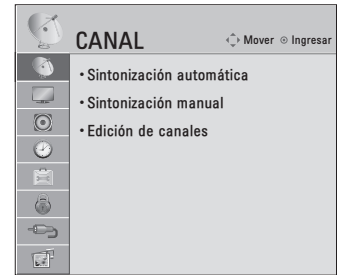 CANAL
Mover ⊙ Ingresar
• Sintonización automática
• Sintonización manual
• Edición de canales